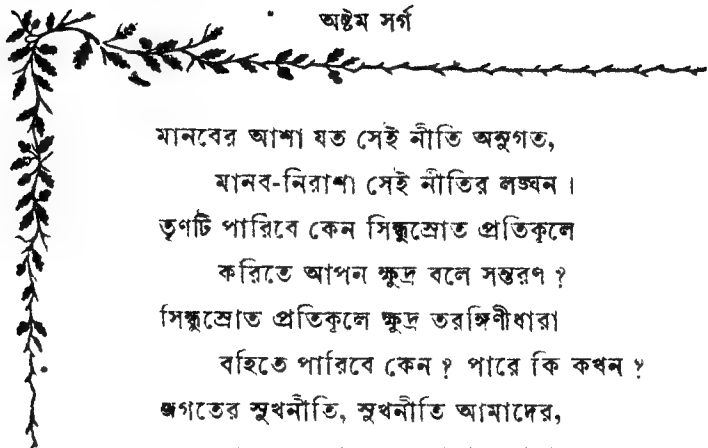 অষ্টম সর্গ
মানবের আশা যত সেই নীতি অনুগত,
মানব-নিরাশা সেই নীতির লঙ্ঘন ।
তৃণটি পারিবে কেন সিন্ধুস্রোত প্রতিকূলে
করিতে আপন ক্ষুদ্র বলে সন্তরণ ?
সিন্ধুস্রোত প্রতিকূলে ক্ষুদ্র তরঙ্গিণীধারা
বহিতে পারিবে কেন ? পারে কি কখন ?
জগতের সুখনীতি, সুখনীতি আমাদের,